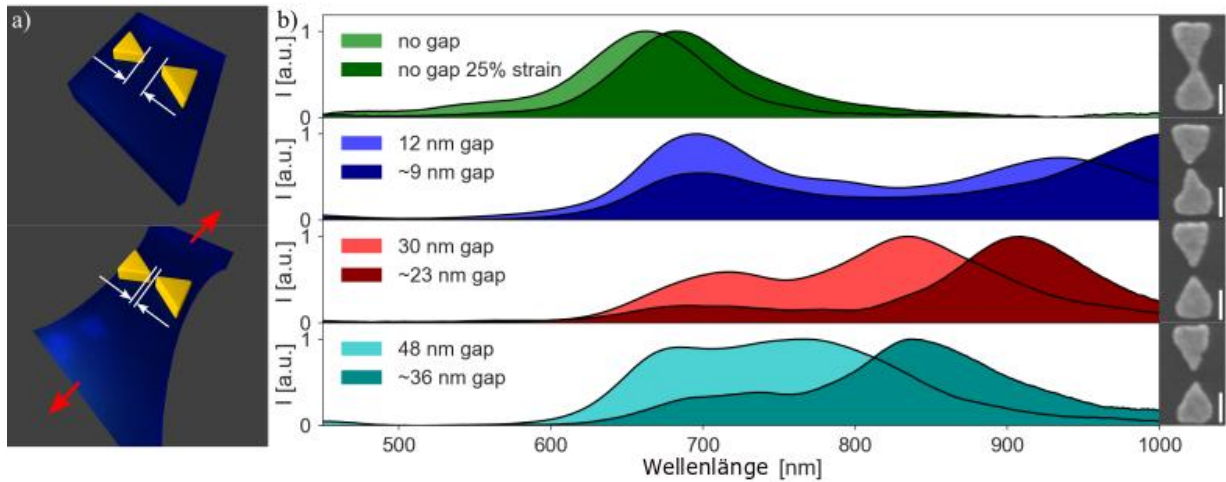 a)
b)
1
no gap
no gap 25% strain
I [a.u.]
0
1
12 nm gap
~9 nm gap
I [a.u.]
0
1
30 nm gap
~23 nm gap
I [a.u.]
0
1
48 nm gap
~36 nm gap
I [a.u.]
0
500 600 700 800 900 1000
Wellenlänge [nm]